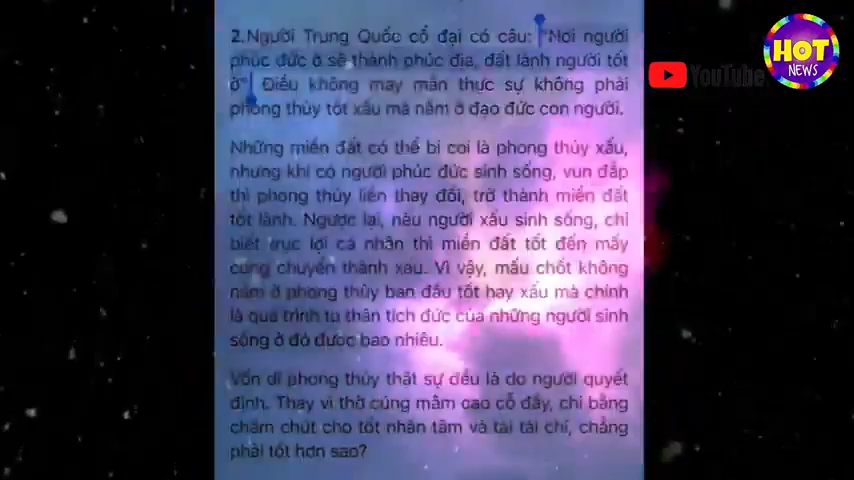 2.Người Trung Quốc cổ đại có câu: "Nơi người
phúc đức ở sẽ thành phúc địa, đất lành người tốt
ở". Điều không may mắn thực sự không phải
phong thủy tốt xấu mà nằm ở đạo đức con người.
Những miền đất có thể bị coi là phong thủy xấu,
nhưng khi có người phúc đức sinh sống, vun đắp
thì phong thủy liền thay đổi, trở thành miền đất
tốt lành. Ngược lại, nếu người xấu sinh sống, chỉ
biết trục lợi cá nhân thì miền đất tốt đến mấy
cũng chuyển thành xấu. Vì vậy, mấu chốt không
nằm ở phong thủy ban đầu tốt hay xấu mà chính
là quá trình tu thân tích đức của những người sinh
sống ở đó được bao nhiêu.
Vốn dĩ phong thủy thật sự đều là do người quyết
định. Thay vì thờ cúng mâm cao cỗ đầy, chi bằng
chăm chút cho tốt nhân tâm và tài tài chí, chẳng
phải tốt hơn sao?
YouTube
HOT
NEWS